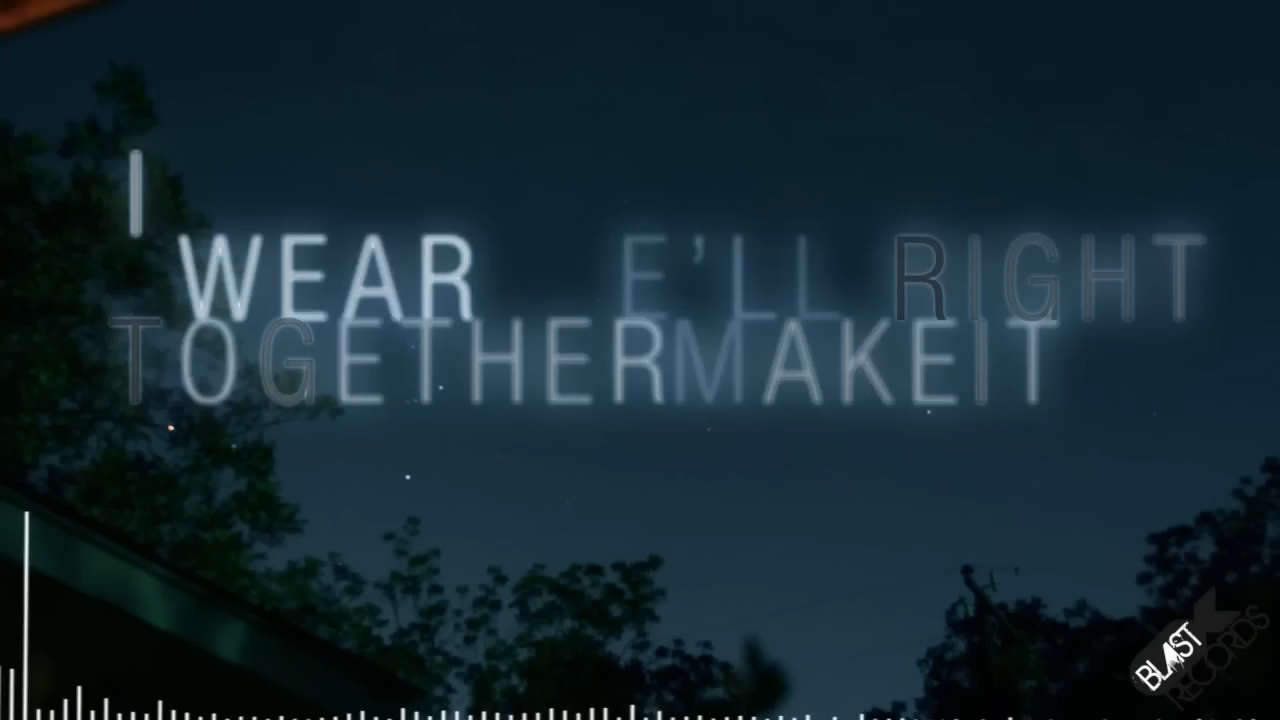 I
WEAR E'LL RIGHT
TOGETHERMAKEIT
BLAST
RECORDS